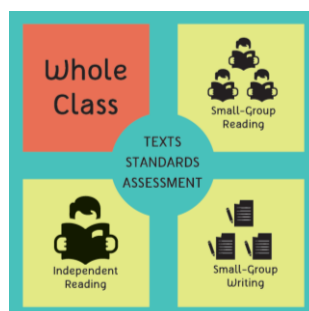 Whole
Class
Small-Group
Reading
TEXTS
STANDARDS
ASSESSMENT
Independent
Reading
Small-Group
Writing